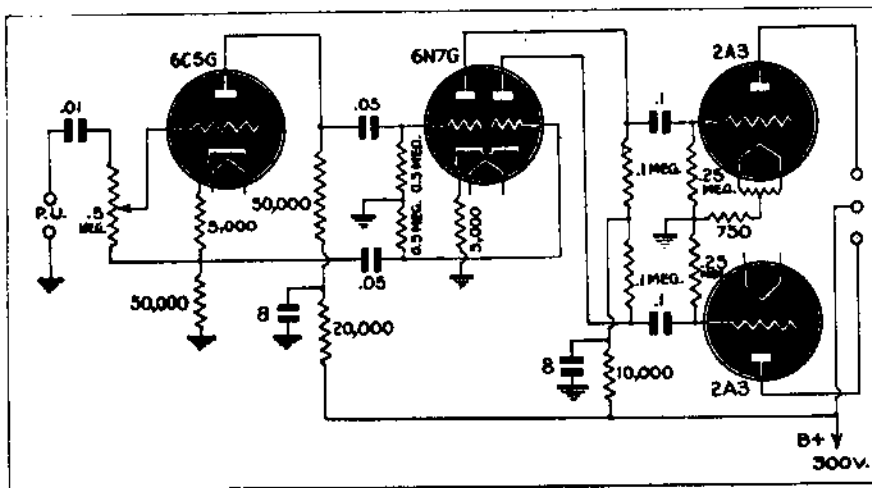 6C5G
6N7G
2A3
.01
.05
.1
P.U.
.5
MEG.
5,000
50,000
0.5 MEG.
0.5 MEG.
5,000
.1 MEG.
.25
MEG.
750
50,000
.05
.1 MEG.
.25
MEG.
.1
8
20,000
8
10,000
2A3
B+
300V.